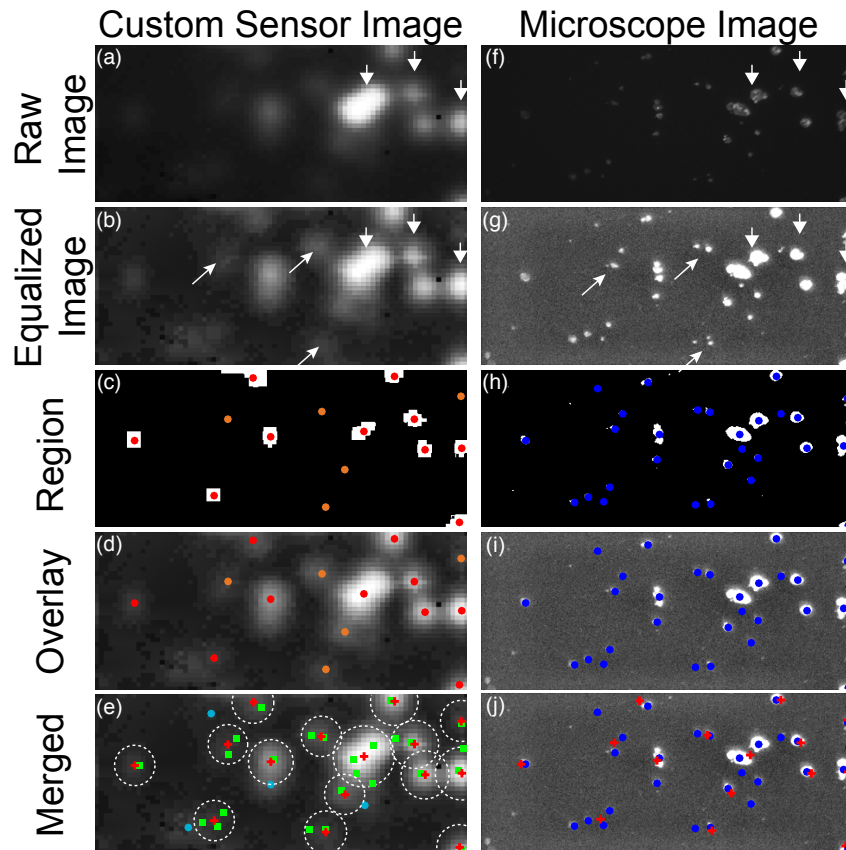 Custom Sensor Image
Microscope Image
Raw
Image
(a)
(f)
Equalized
Image
(b)
(g)
Region
(c)
(h)
Overlay
(d)
(i)
Merged
(e)
(j)